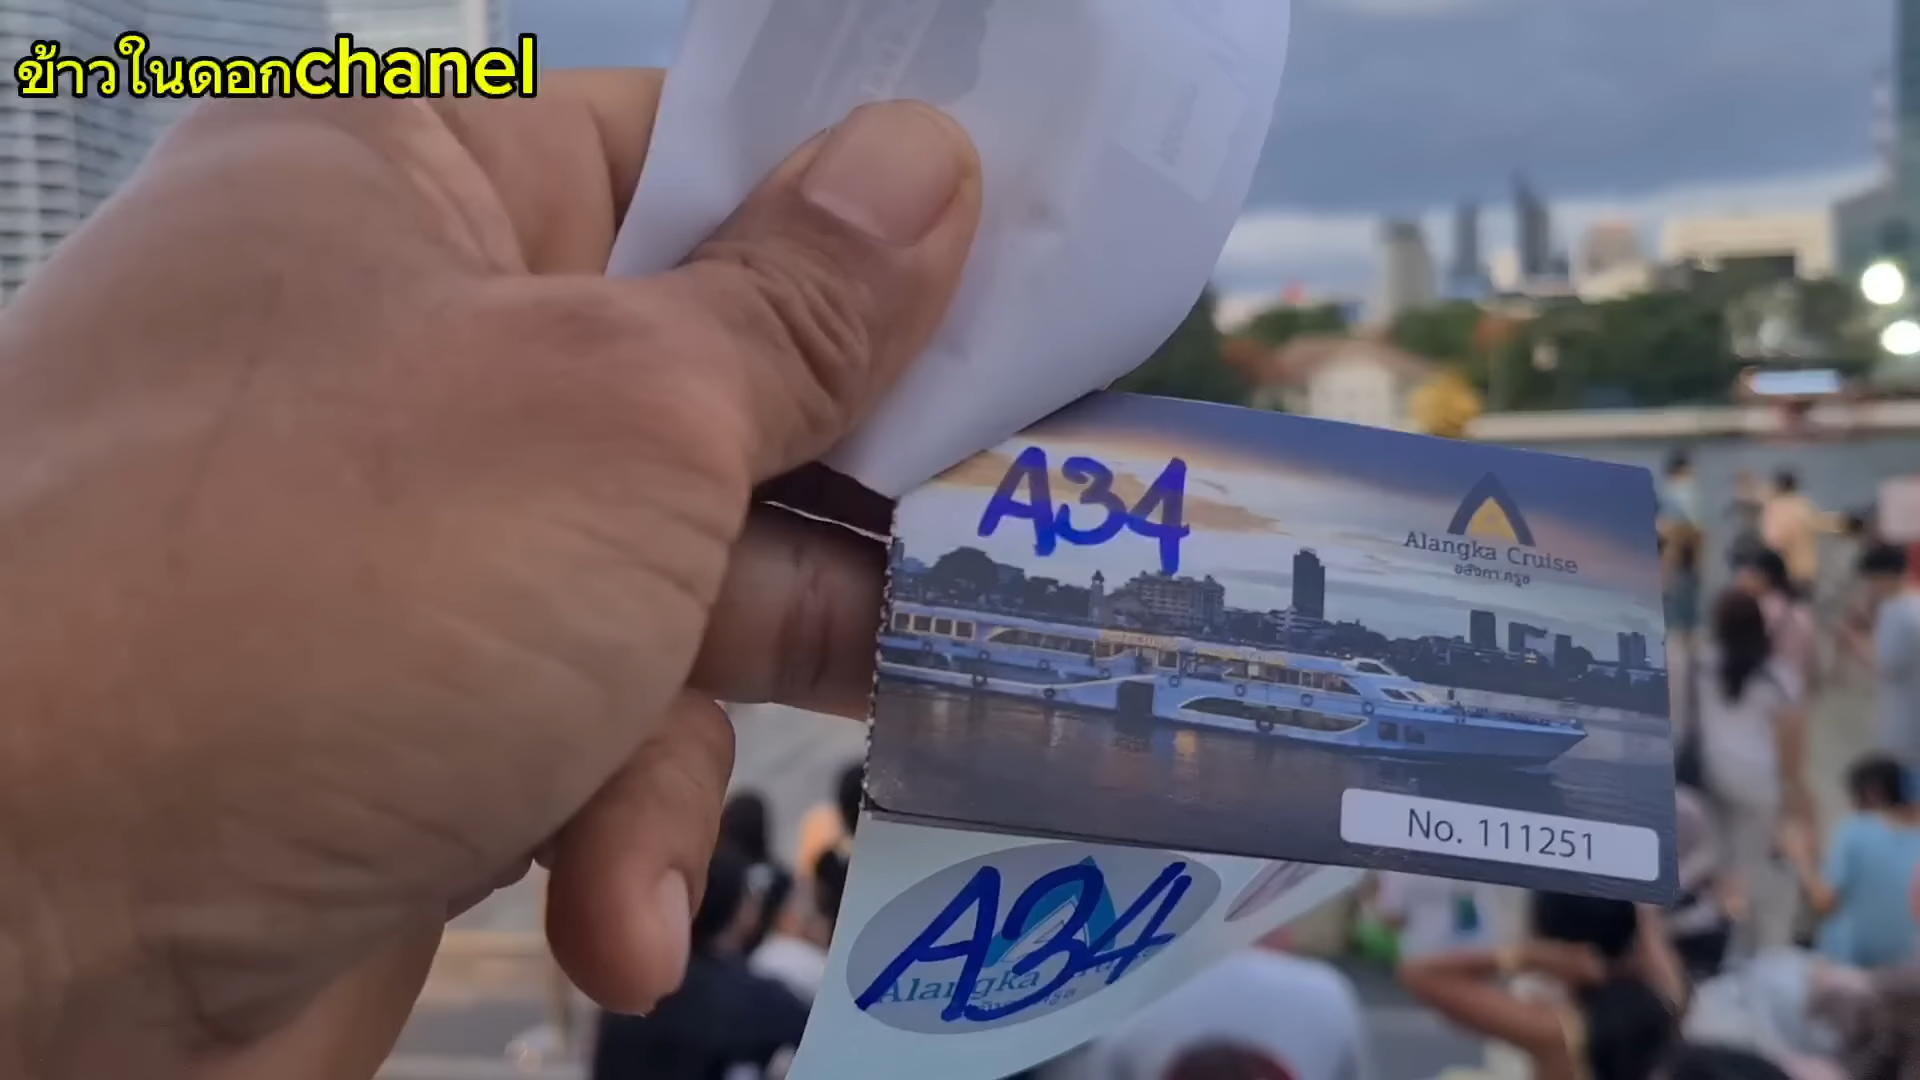 ข้าวในดอกchanel
A34
Alangka Cruise
อลังกา ครูซ
No. 111251
A34
Alangka